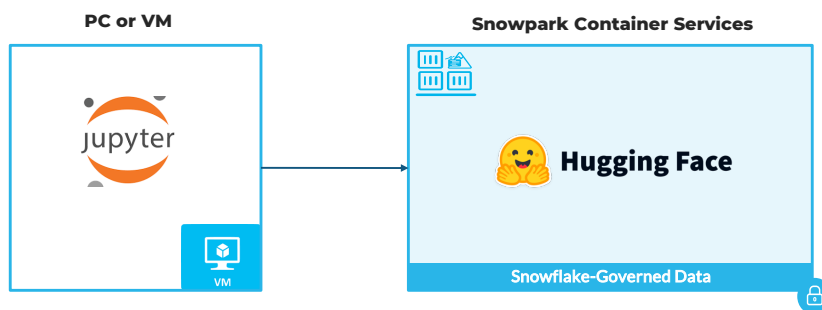 PC or VM
Snowpark Container Services
jupyter
Hugging Face
VM
Snowflake-Governed Data